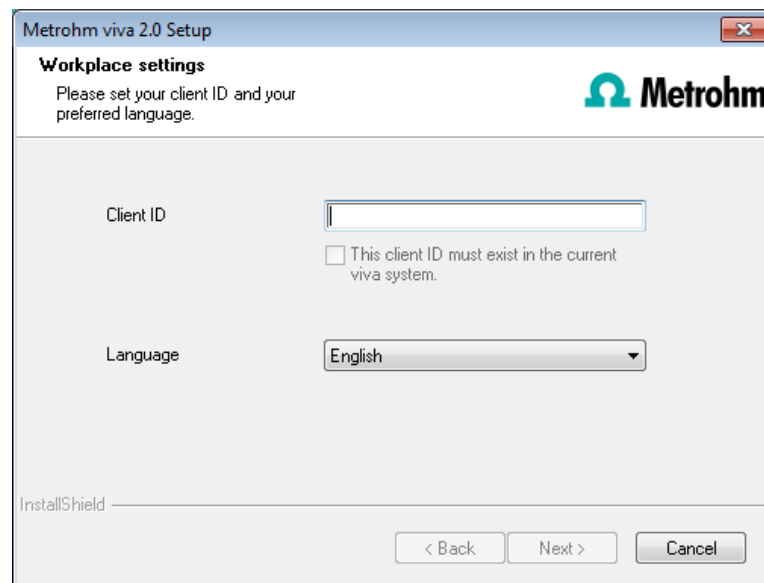 Metrohm viva 2.0 Setup
Workplace settings
Please set your client ID and your
preferred language.
Metrohm
Client ID
This client ID must exist in the current
viva system.
Language
English
InstallShield
< Back
Next >
Cancel